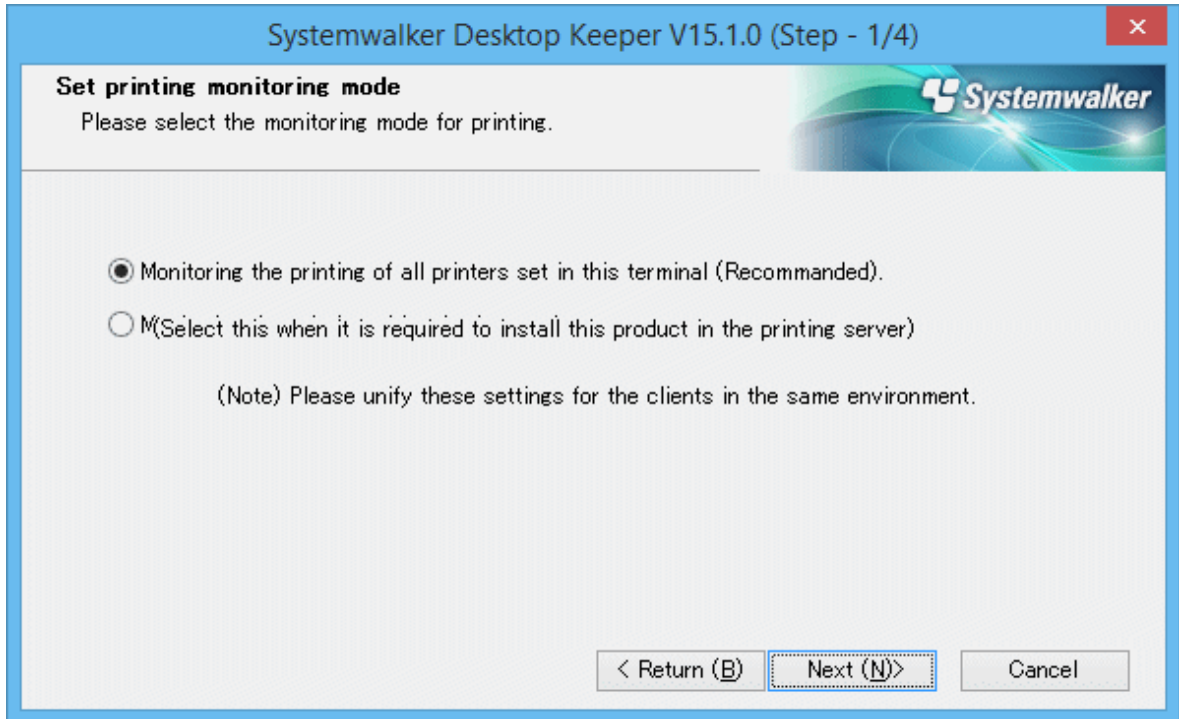 Systemwalker Desktop Keeper V15.1.0 (Step - 1/4)
Set printing monitoring mode
Please select the monitoring mode for printing.
Systemwalker
Monitoring the printing of all printers set in this terminal (Recommanded).
M(Select this when it is required to install this product in the printing server)
(Note) Please unify these settings for the clients in the same environment.
< Return (B)
Next (N)>
Cancel